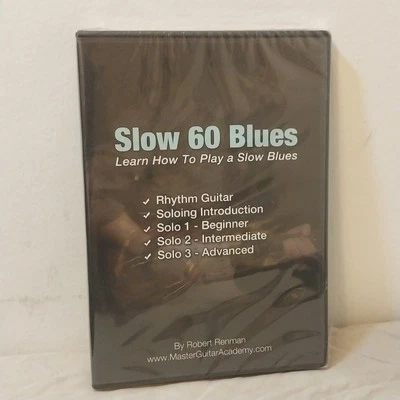 Slow 60 Blues
Learn How To Play a Slow Blues
✓ Rhythm Guitar
✓ Soloing Introduction
✓ Solo 1 - Beginner
✓ Solo 2 - Intermediate
✓ Solo 3 - Advanced
By Robert Renman
www.MasterGuitarAcademy.com